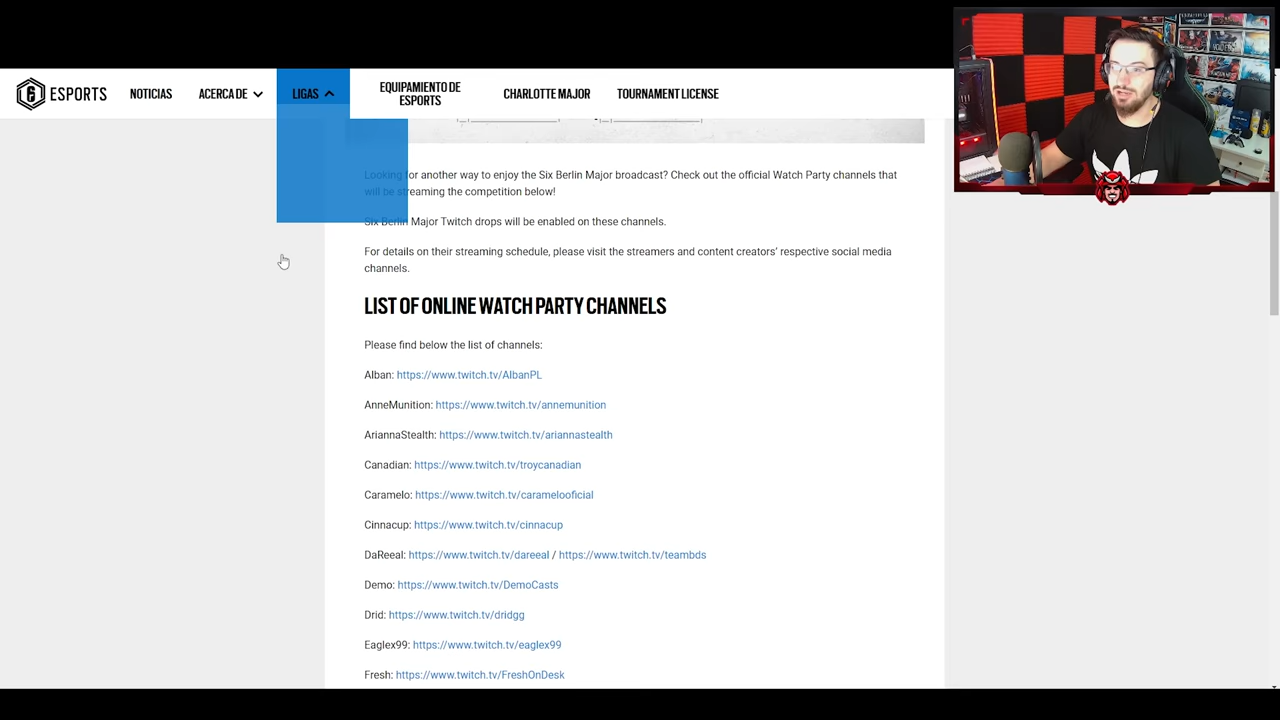 ESPORTS
NOTICIAS
ACERCA DE
LIGAS
EQUIPAMIENTO DE
ESPORTS
CHARLOTTE MAJOR
TOURNAMENT LICENSE
Looking for another way to enjoy the Six Berlin Major broadcast? Check out the official Watch Party channels that
will be streaming the competition below!
Six Berlin Major Twitch drops will be enabled on these channels.
For details on their streaming schedule, please visit the streamers and content creators' respective social media
channels.
LIST OF ONLINE WATCH PARTY CHANNELS
Please find below the list of channels:
Alban: https://www.twitch.tv/AlbanPL
AnneMunition: https://www.twitch.tv/annemunition
AriannaStealth: https://www.twitch.tv/ariannastealth
Canadian: https://www.twitch.tv/troycanadian
Caramelo: https://www.twitch.tv/caramelooficial
Cinnacup: https://www.twitch.tv/cinnacup
DaReeal: https://www.twitch.tv/dareeal / https://www.twitch.tv/teambds
Demo: https://www.twitch.tv/DemoCasts
Drid: https://www.twitch.tv/dridgg
Eaglex99: https://www.twitch.tv/eaglex99
Fresh: https://www.twitch.tv/FreshOnDesk